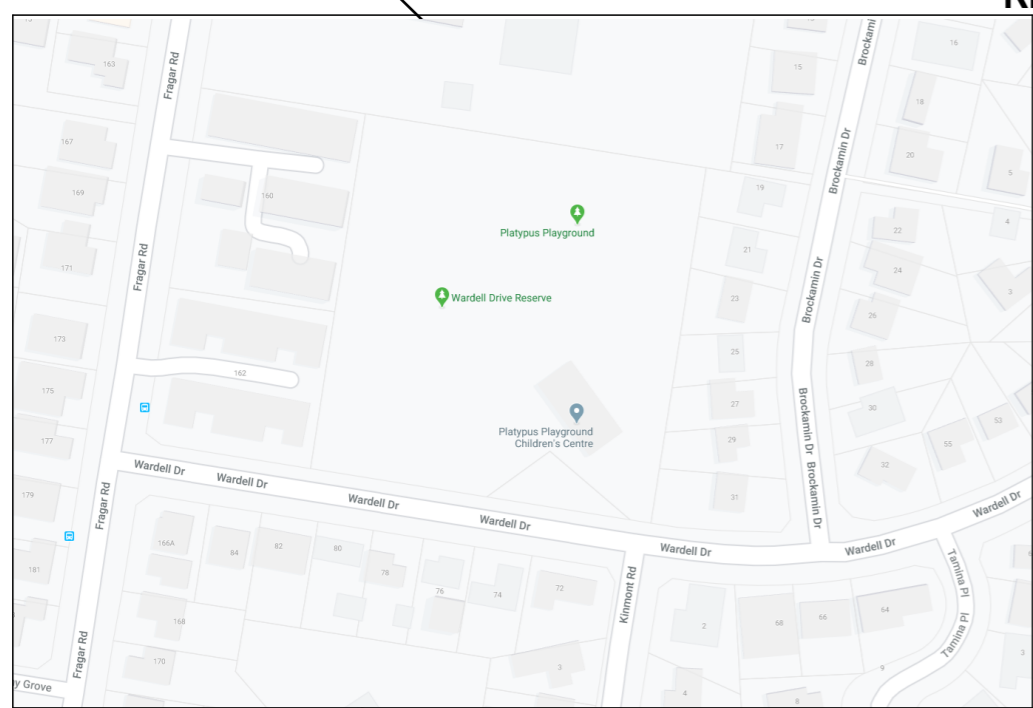 Fragar Rd
Brockami
163
15
16
167
17
18
20
5
169
160
19
Brockamin Dr
Platypus Playground
22
4
21
171
Fragar Rd
24
3
Wardell Drive Reserve
23
Brockamin Dr
26
173
25
28
162
175
27
30
53
Platypus Playground
Children's Centre
177
29
55
Brockamin Dr
32
Wardell Dr
Wardell Dr
179
Wardell Dr
31
Brockamin Dr
Wardell Dr
Fragar Rd
Wardell Dr
166A
84
82
80
Wardell Dr
Wardell Dr
181
78
76
74
72
Kinmont Rd
Tamina Pl
168
2
68
66
64
Fragar Rd
170
3
9
Tamina Pl
3
y Grove
4
8